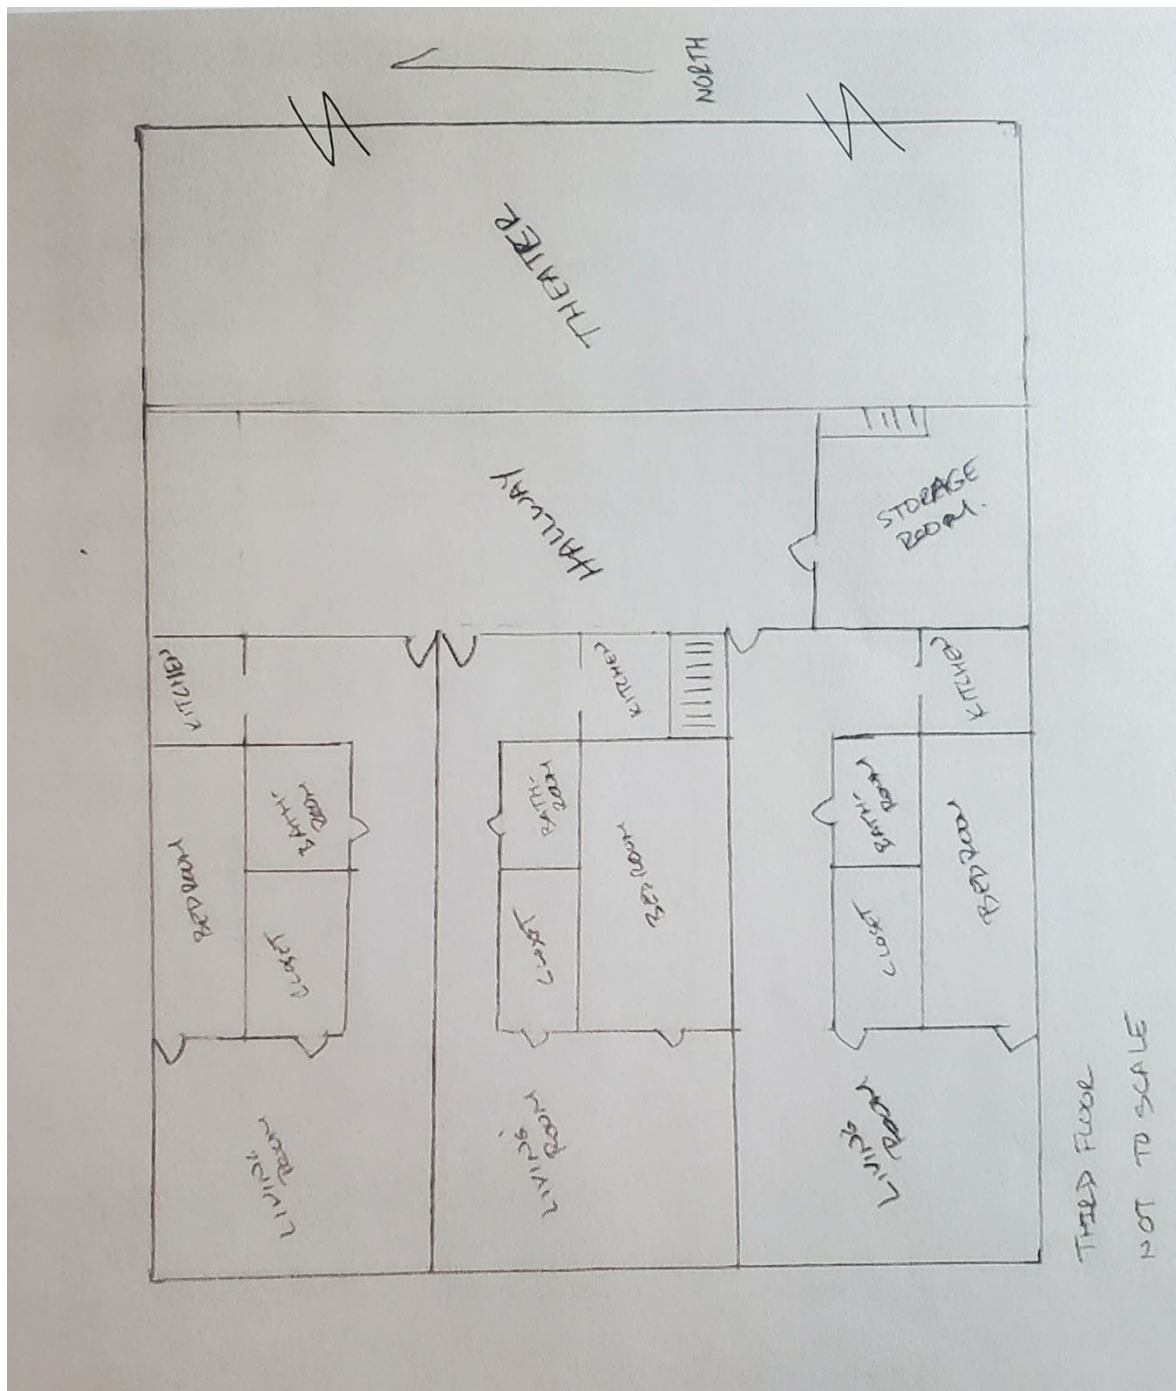 NORTH
THEATER
HALLWAY
STORAGE
ROOM.
KITCHEN
KITCHEN
KITCHEN
BATH-
ROOM
BATH-
ROOM
BATH-
ROOM
BEDROOM
BEDROOM
BEDROOM
CLOSET
CLOSET
CLOSET
LIVING
ROOM
LIVING
ROOM
LIVING
ROOM
THIRD FLOOR
NOT TO SCALE